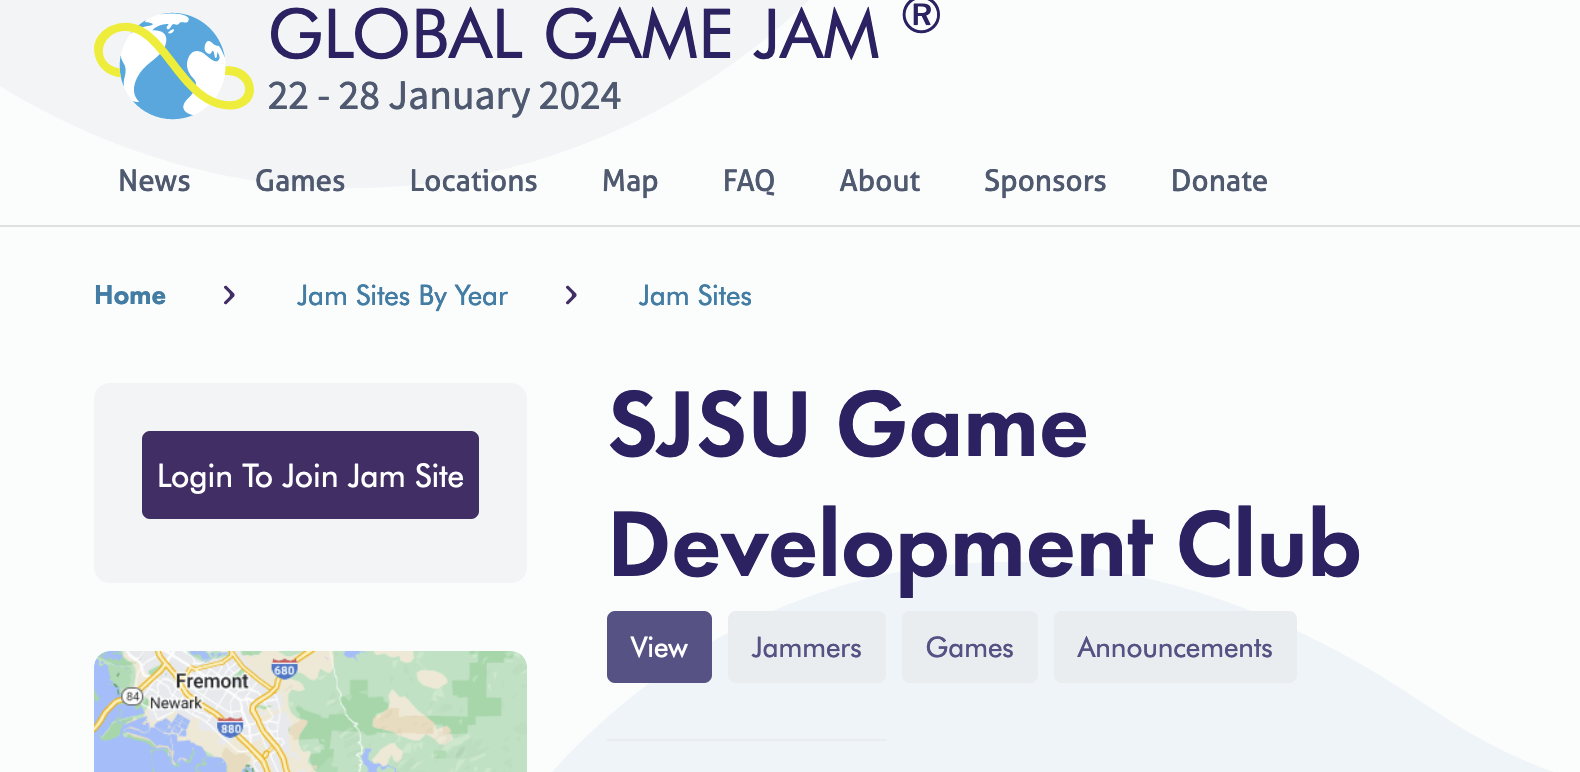 GLOBAL GAME JAM ®
22 - 28 January 2024
News Games Locations Map FAQ About Sponsors Donate
Home > Jam Sites By Year > Jam Sites
Login To Join Jam Site
SJSU Game
Development Club
View Jammers Games Announcements
680
Fremont
84
Newark
880